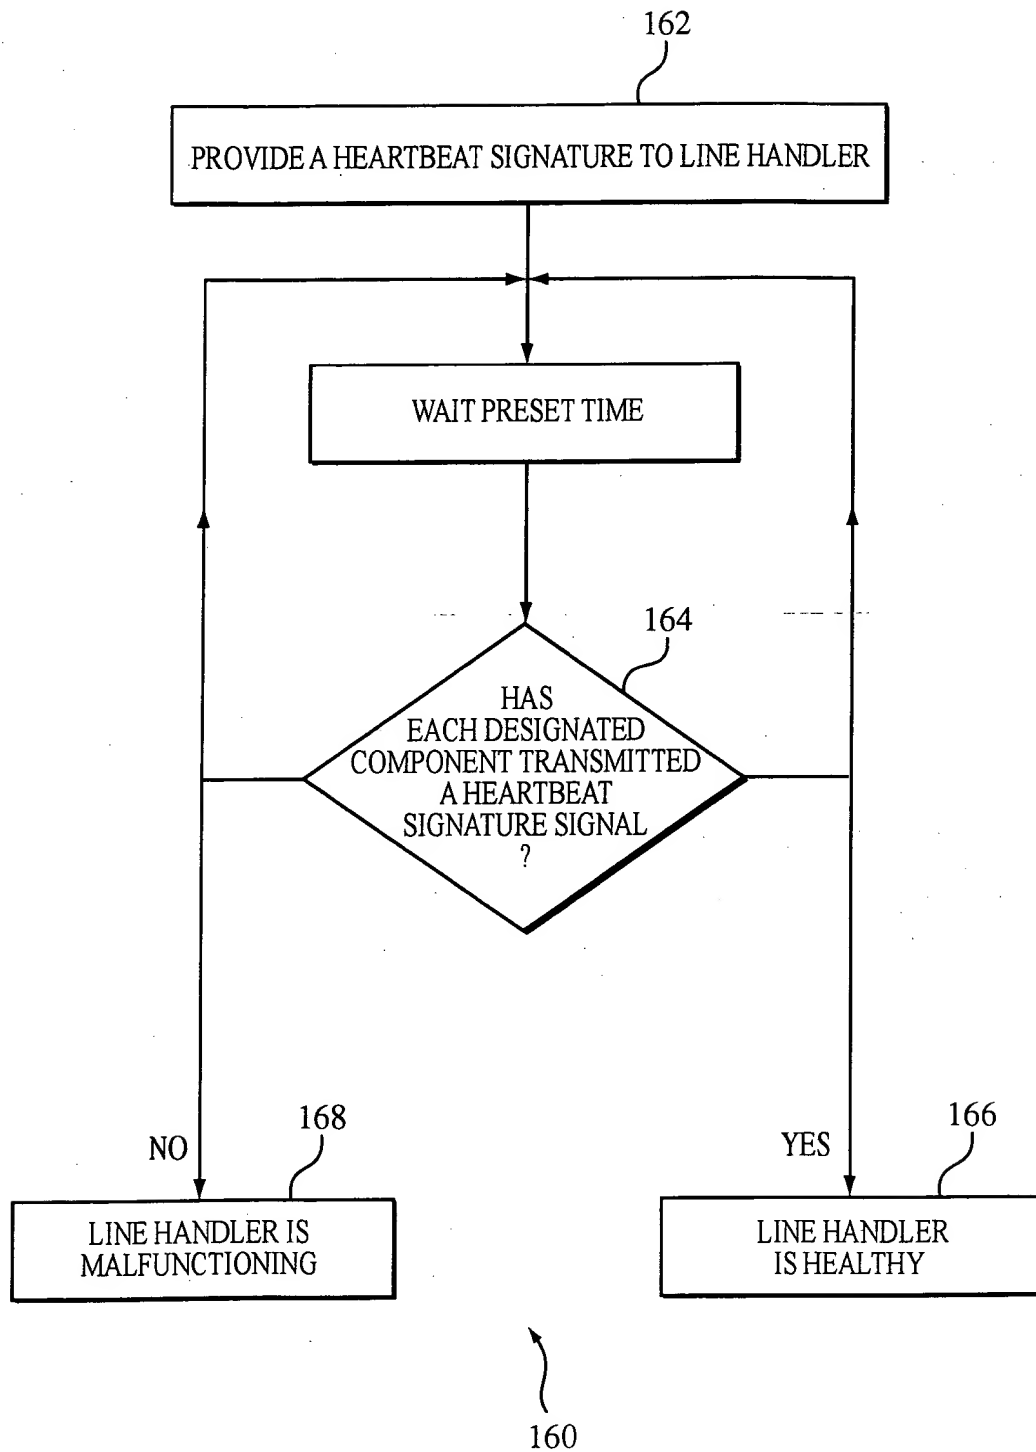 162
PROVIDE A HEARTBEAT SIGNATURE TO LINE HANDLER
WAIT PRESET TIME
164
HAS
EACH DESIGNATED
COMPONENT TRANSMITTED
A HEARTBEAT
SIGNATURE SIGNAL
?
168
NO
LINE HANDLER IS
MALFUNCTIONING
166
YES
LINE HANDLER
IS HEALTHY
160